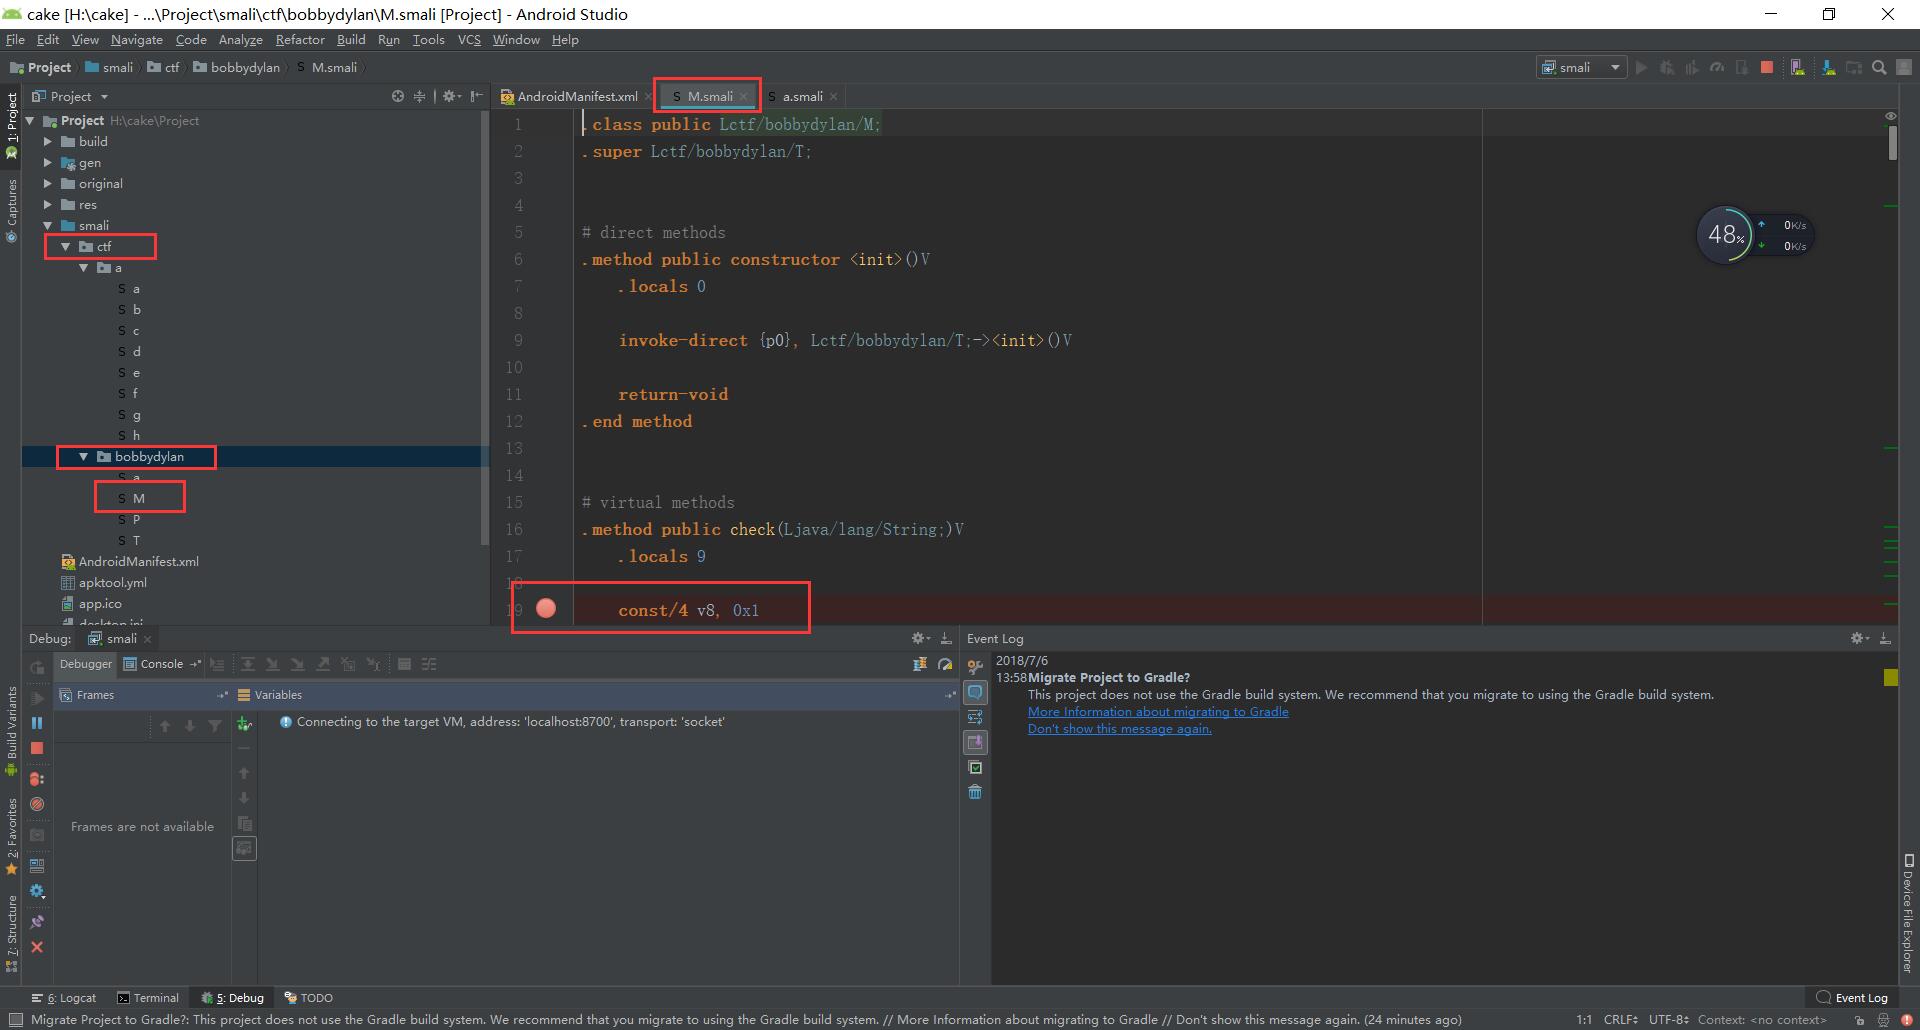 cake [H:\cake] - ...\Project\smali\ctf\bobbydylan\M.smali [Project] - Android Studio
File Edit View Navigate Code Analyze Refactor Build Run Tools VCS Window Help
Project smali ctf bobbydylan S M.smali
smali
Project
AndroidManifest.xml S M.smali S a.smali
1: Project
Captures
Build Variants
2: Favorites
7: Structure
Project H:\cake\Project
build
gen
original
res
smali
ctf
a
S a
S b
S c
S d
S e
S f
S g
S h
bobbydylan
S a
S M
S P
S T
AndroidManifest.xml
apktool.yml
app.ico
desktop.ini
1 .class public Lctf/bobbydylan/M;
2 .super Lctf/bobbydylan/T;
3
4
5 # direct methods
6 .method public constructor <init>()V
7 .locals 0
8
9 invoke-direct {p0}, Lctf/bobbydylan/T;-><init>()V
10
11 return-void
12 .end method
13
14
15 # virtual methods
16 .method public check(Ljava/lang/String;)V
17 .locals 9
18
19 const/4 v8, 0x1
48%
0K/s
0K/s
Debug: smali
Debugger Console
Frames
Variables
Connecting to the target VM, address: 'localhost:8700', transport: 'socket'
Frames are not available
Event Log
2018/7/6
13:58 Migrate Project to Gradle?
This project does not use the Gradle build system. We recommend that you migrate to using the Gradle build system.
More Information about migrating to Gradle
Don't show this message again.
Device File Explorer
6: Logcat Terminal 5: Debug TODO
Event Log
Migrate Project to Gradle?: This project does not use the Gradle build system. We recommend that you migrate to using the Gradle build system. // More Information about migrating to Gradle // Don't show this message again. (24 minutes ago)
1:1 CRLF UTF-8 Context: <no context>